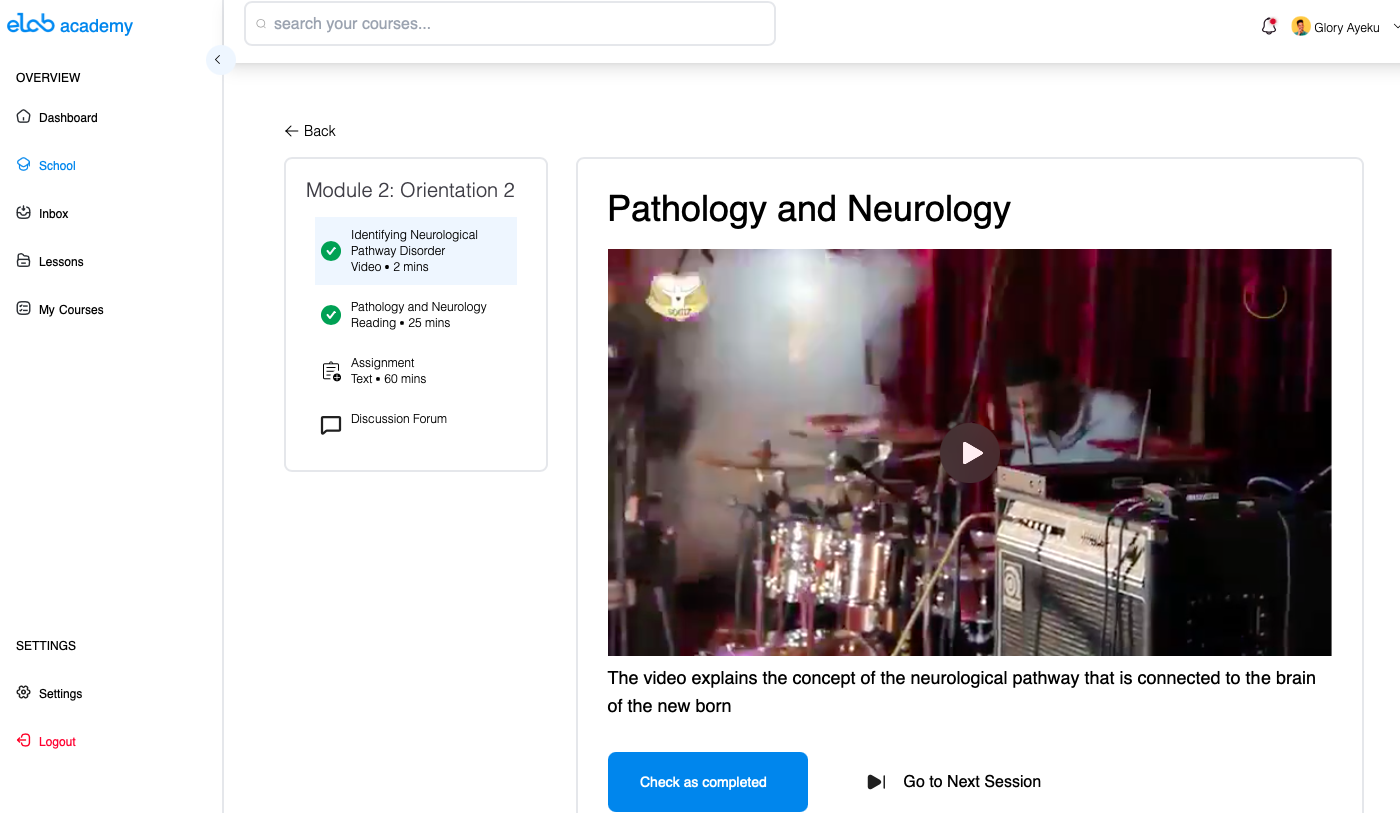 elob academy
search your courses...
Glory Ayeku
OVERVIEW
Dashboard
School
Inbox
Lessons
My Courses
SETTINGS
Settings
Logout
Back
Module 2: Orientation 2
Identifying Neurological
Pathway Disorder
Video • 2 mins
Pathology and Neurology
Reading • 25 mins
Assignment
Text • 60 mins
Discussion Forum
Pathology and Neurology
The video explains the concept of the neurological pathway that is connected to the brain
of the new born
Check as completed
Go to Next Session